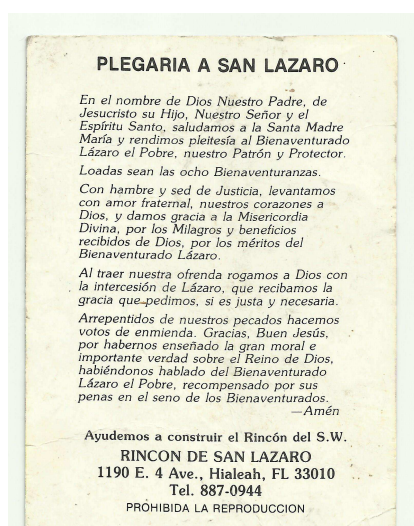 PLEGARIA A SAN LAZARO
En el nombre de Dios Nuestro Padre, de
Jesucristo su Hijo, Nuestro Señor y el
Espíritu Santo, saludamos a la Santa Madre
María y rendimos pleitesía al Bienaventurado
Lázaro el Pobre, nuestro Patrón y Protector.
Loadas sean las ocho Bienaventuranzas.
Con hambre y sed de Justicia, levantamos
con amor fraternal, nuestros corazones a
Dios, y damos gracia a la Misericordia
Divina, por los Milagros y beneficios
recibidos de Dios, por los méritos del
Bienaventurado Lázaro.
Al traer nuestra ofrenda rogamos a Dios con
la intercesión de Lázaro, que recibamos la
gracia que pedimos, si es justa y necesaria.
Arrepentidos de nuestros pecados hacemos
votos de enmienda. Gracias, Buen Jesús,
por habernos enseñado la gran moral e
importante verdad sobre el Reino de Dios,
habiéndonos hablado del Bienaventurado
Lázaro el Pobre, recompensado por sus
penas en el seno de los Bienaventurados.
—Amén
Ayudemos a construir el Rincón del S.W.
RINCON DE SAN LAZARO
1190 E. 4 Ave., Hialeah, FL 33010
Tel. 887-0944
PROHIBIDA LA REPRODUCCION